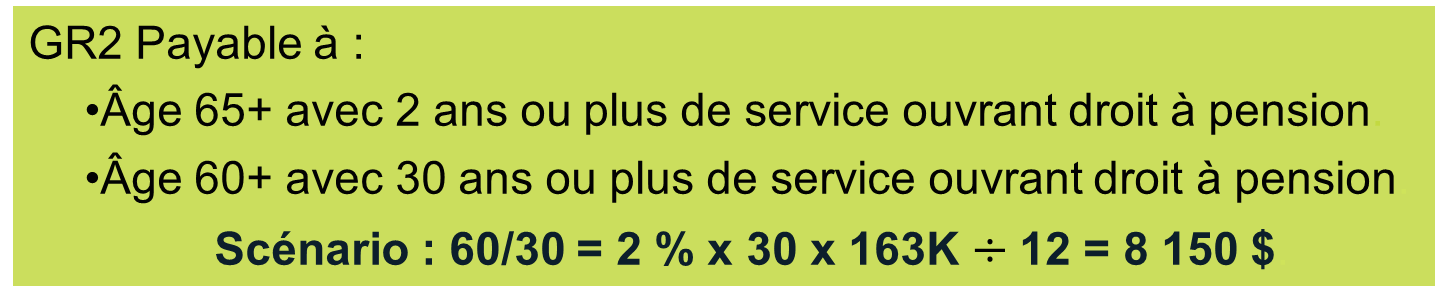 GR2 Payable à :
•Âge 65+ avec 2 ans ou plus de service ouvrant droit à pension.
•Âge 60+ avec 30 ans ou plus de service ouvrant droit à pension.
Scénario : 60/30 = 2 % x 30 x 163K ÷ 12 = 8 150 $